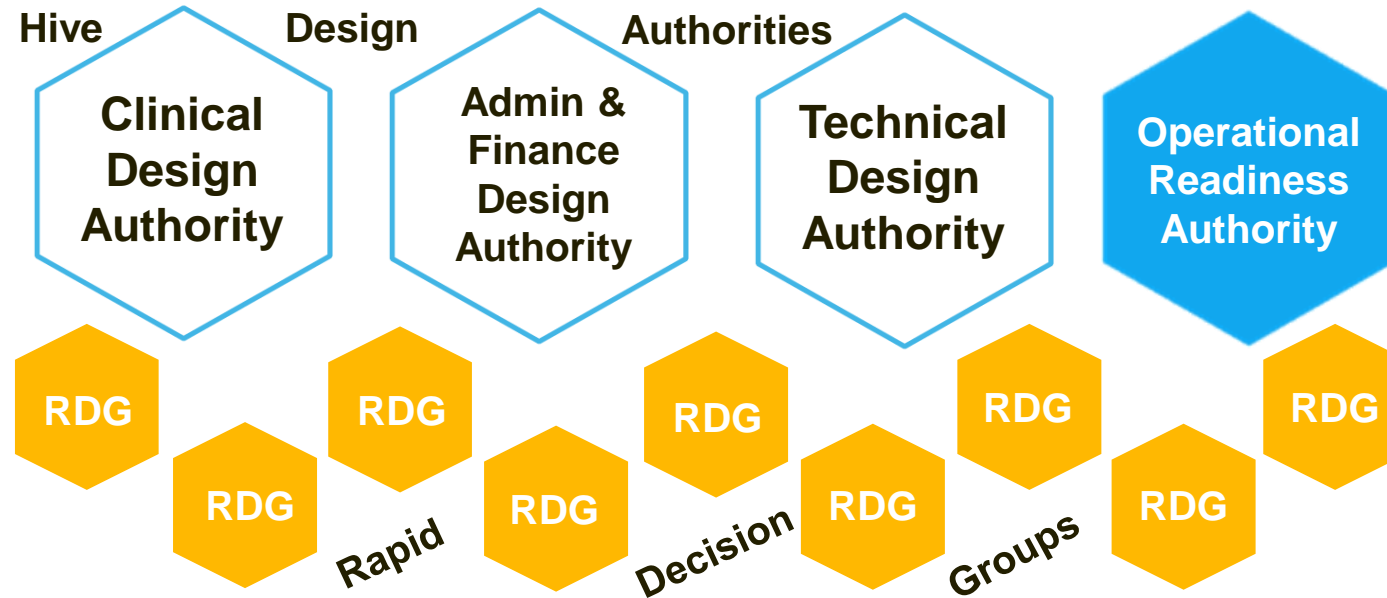 Hive Design Authorities
Clinical
Design
Authority
Admin &
Finance
Design
Authority
Technical
Design
Authority
Operational
Readiness
Authority
RDG
RDG
RDG
RDG
RDG
RDG
RDG
RDG
RDG
Rapid Decision Groups